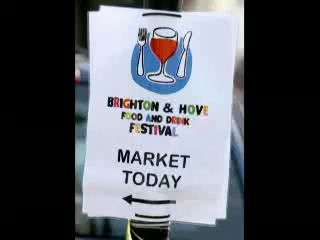 BRIGHTON & HOVE
FOOD AND DRINK
FESTIVAL
MARKET
TODAY